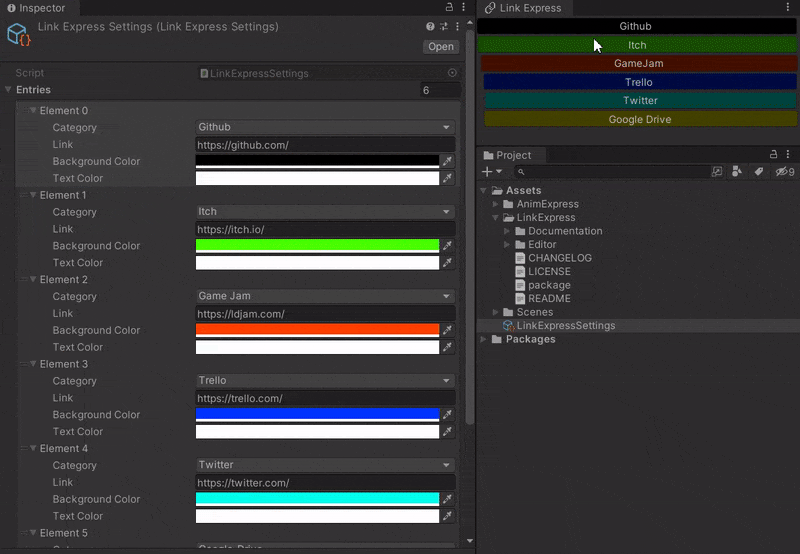 Inspector
Link Express Settings (Link Express Settings)
Open
Script
LinkExpressSettings
Entries
6
Element 0
Category
Github
Link
https://github.com/
Background Color
Text Color
Element 1
Category
Itch
Link
https://itch.io/
Background Color
Text Color
Element 2
Category
Game Jam
Link
https://ldjam.com/
Background Color
Text Color
Element 3
Category
Trello
Link
https://trello.com/
Background Color
Text Color
Element 4
Category
Twitter
Link
https://twitter.com/
Background Color
Text Color
Element 5
Category
Google Drive
Link Express
Github
Itch
GameJam
Trello
Twitter
Google Drive
Project
9
Assets
AnimExpress
LinkExpress
Documentation
Editor
CHANGELOG
LICENSE
package
README
Scenes
LinkExpressSettings
Packages